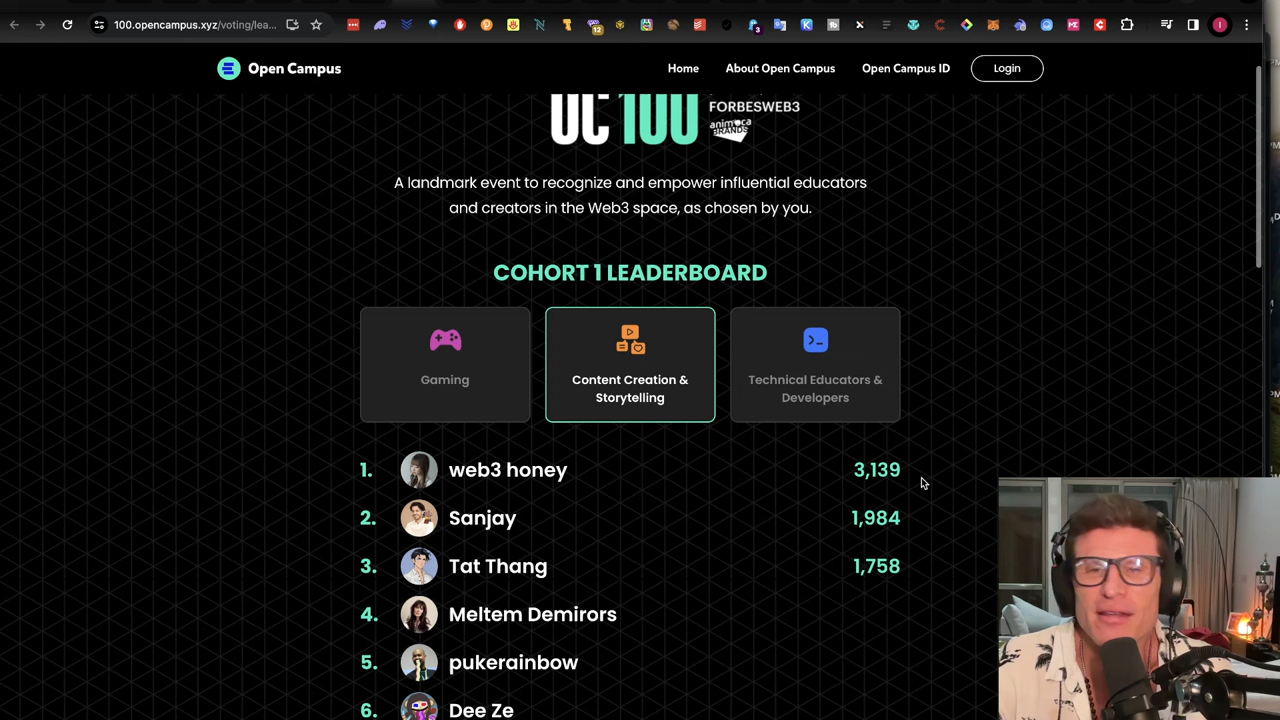 100.opencampus.xyz/voting/lea...
12
3
I
Open Campus
Home
About Open Campus
Open Campus ID
Login
OC 100
FORBESWEB3
animoca
BRANDS
A landmark event to recognize and empower influential educators
and creators in the Web3 space, as chosen by you.
COHORT 1 LEADERBOARD
Gaming
Content Creation &
Storytelling
Technical Educators &
Developers
1. web3 honey 3,139
2. Sanjay 1,984
3. Tat Thang 1,758
4. Meltem Demirors
5. pukerainbow
6. Dee Ze